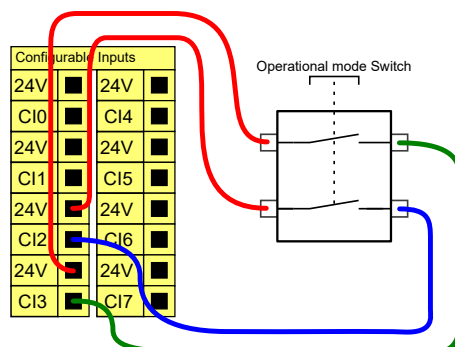 Configurable Inputs
Operational mode Switch
24V 24V
CI0 CI4
24V 24V
CI1 CI5
24V 24V
CI2 CI6
24V 24V
CI3 CI7